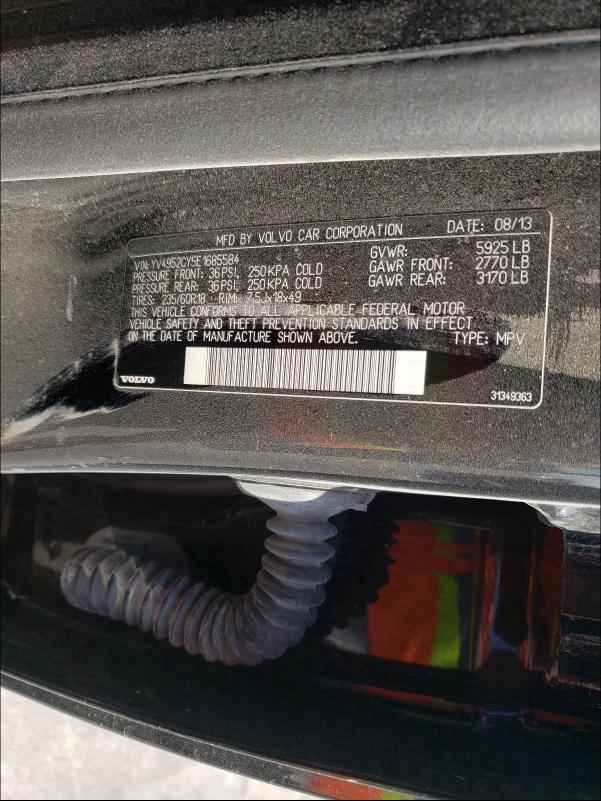 MFD BY VOLVO CAR CORPORATION DATE: 08/13
VIN: YV4952CY5E1685584 GVWR: 5925 LB
PRESSURE FRONT: 36 PSI, 250 KPA COLD GAWR FRONT: 2770 LB
PRESSURE REAR: 36 PSI, 250 KPA COLD GAWR REAR: 3170 LB
TIRES: 235/60R18 RIM: 7,5Jx18x49
THIS VEHICLE CONFORMS TO ALL APPLICABLE FEDERAL MOTOR
VEHICLE SAFETY AND THEFT PREVENTION STANDARDS IN EFFECT
ON THE DATE OF MANUFACTURE SHOWN ABOVE. TYPE: MPV
VOLVO 31349363